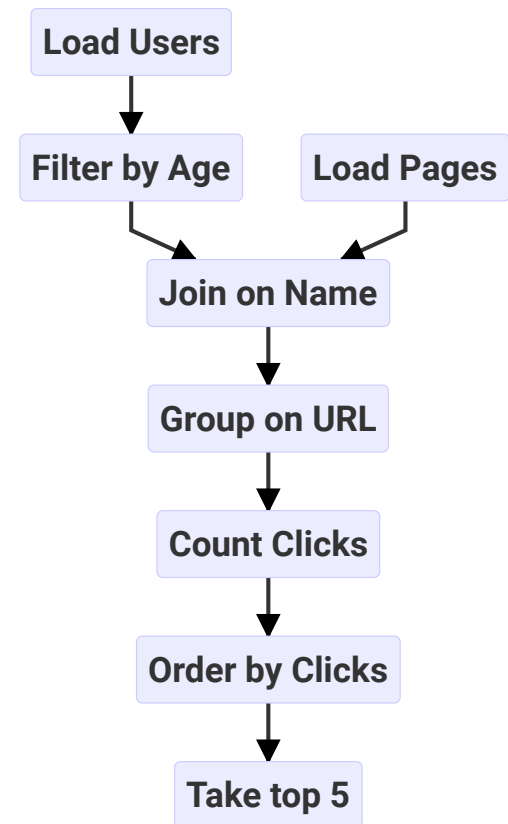 Load Users
Filter by Age
Load Pages
Join on Name
Group on URL
Count Clicks
Order by Clicks
Take top 5